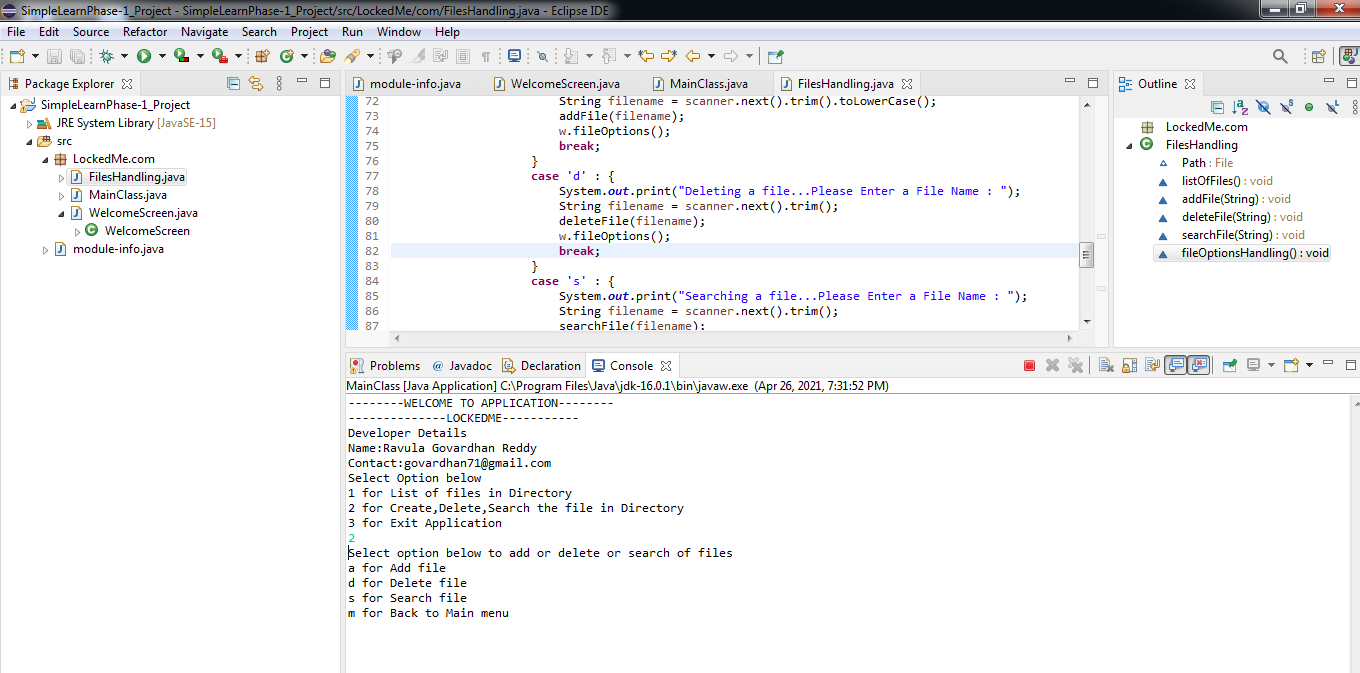 SimpleLearnPhase-1_Project - SimpleLearnPhase-1_Project/src/LockedMe/com/FilesHandling.java - Eclipse IDE
File Edit Source Refactor Navigate Search Project Run Window Help
Package Explorer
SimpleLearnPhase-1_Project
JRE System Library [JavaSE-15]
src
LockedMe.com
FilesHandling.java
MainClass.java
WelcomeScreen.java
WelcomeScreen
module-info.java
module-info.java WelcomeScreen.java MainClass.java FilesHandling.java
72 String filename = scanner.next().trim().toLowerCase();
73 addFile(filename);
74 w.fileOptions();
75 break;
76 }
77 case 'd' : {
78 System.out.print("Deleting a file...Please Enter a File Name : ");
79 String filename = scanner.next().trim();
80 deleteFile(filename);
81 w.fileOptions();
82 break;
83 }
84 case 's' : {
85 System.out.print("Searching a file...Please Enter a File Name : ");
86 String filename = scanner.next().trim();
87 searchFile(filename);
Outline
LockedMe.com
FilesHandling
Path : File
listOfFiles() : void
addFile(String) : void
deleteFile(String) : void
searchFile(String) : void
fileOptionsHandling() : void
Problems @ Javadoc Declaration Console
MainClass [Java Application] C:\Program Files\Java\jdk-16.0.1\bin\javaw.exe (Apr 26, 2021, 7:31:52 PM)
--------WELCOME TO APPLICATION--------
--------------LOCKEDME-----------
Developer Details
Name:Ravula Govardhan Reddy
Contact:govardhan71@gmail.com
Select Option below
1 for List of files in Directory
2 for Create,Delete,Search the file in Directory
3 for Exit Application
2
Select option below to add or delete or search of files
a for Add file
d for Delete file
s for Search file
m for Back to Main menu